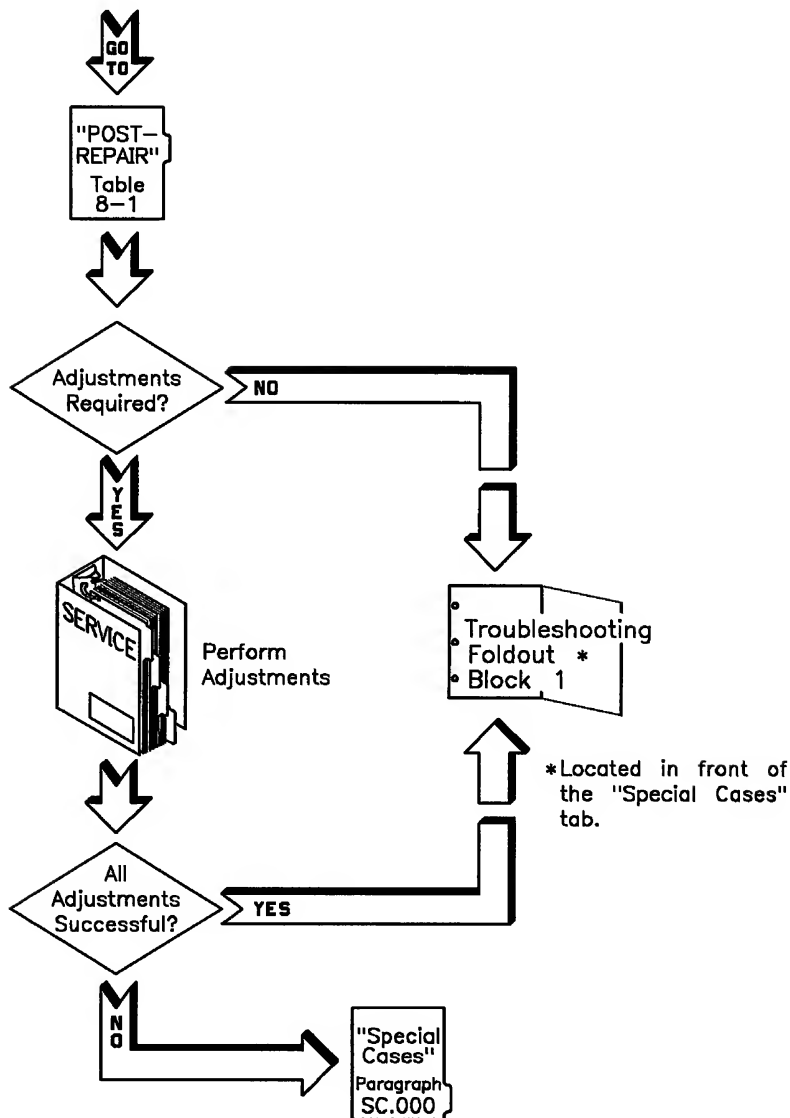 GO
TO
"POST-
REPAIR"
Table
8-1
Adjustments
Required?
NO
YES
SERVICE
Perform
Adjustments
Troubleshooting
Foldout *
Block 1
*Located in front of
the "Special Cases"
tab.
All
Adjustments
Successful?
YES
NO
"Special
Cases"
Paragraph
SC.000